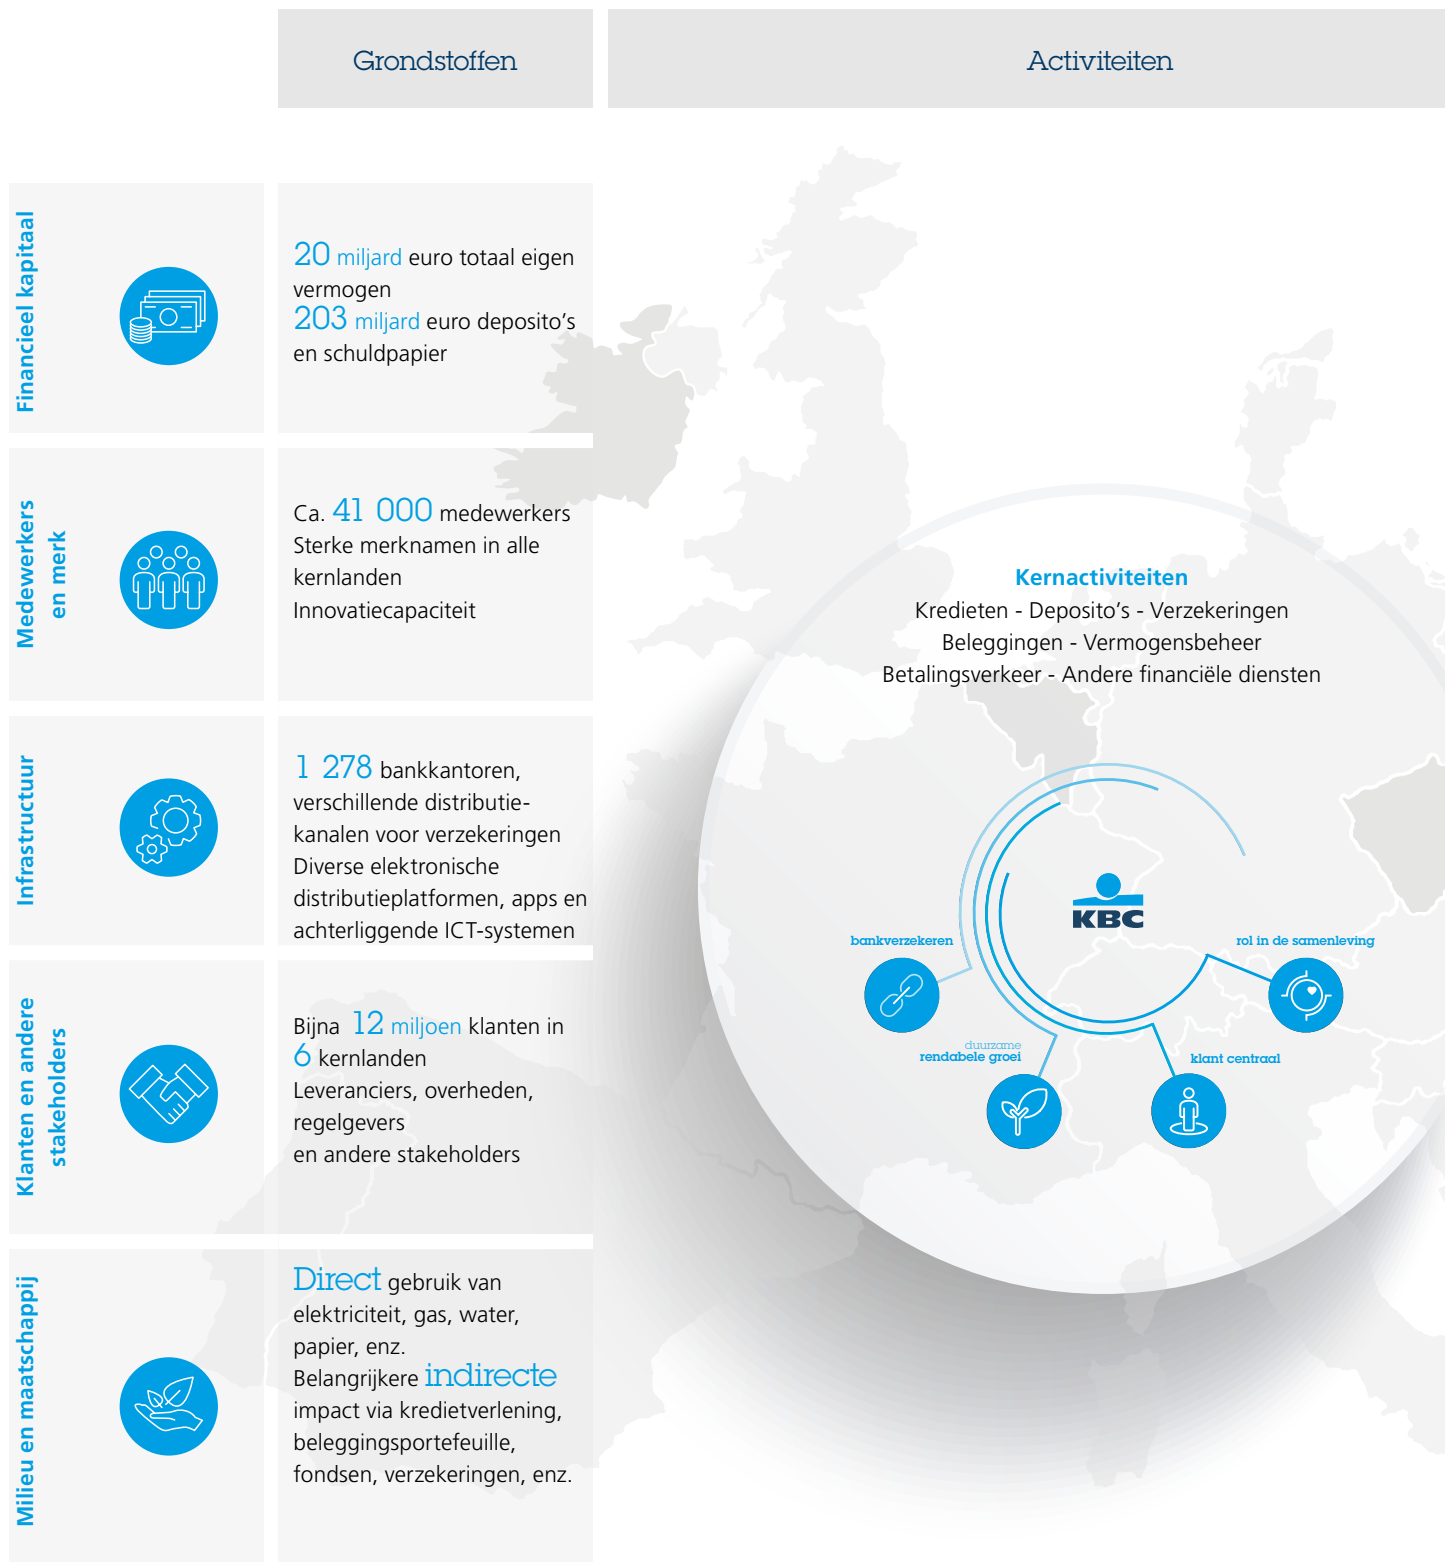 Grondstoffen
Activiteiten
Financieel kapitaal
20 miljard euro totaal eigen
vermogen
203 miljard euro deposito's
en schuldpapier
Medewerkers
en merk
Ca. 41 000 medewerkers
Sterke merknamen in alle
kernlanden
Innovatiecapaciteit
Infrastructuur
1 278 bankkantoren,
verschillende distributie-
kanalen voor verzekeringen
Diverse elektronische
distributieplatformen, apps en
achterliggende ICT-systemen
Klanten en andere
stakeholders
Bijna 12 miljoen klanten in
6 kernlanden
Leveranciers, overheden,
regelgevers
en andere stakeholders
Milieu en maatschappij
Direct gebruik van
elektriciteit, gas, water,
papier, enz.
Belangrijkere indirecte
impact via kredietverlening,
beleggingsportefeuille,
fondsen, verzekeringen, enz.
Kernactiviteiten
Kredieten - Deposito's - Verzekeringen
Beleggingen - Vermogensbeheer
Betalingsverkeer - Andere financiële diensten
KBC
bankverzekeren
rol in de samenleving
duurzame
rendabele groei
klant centraal